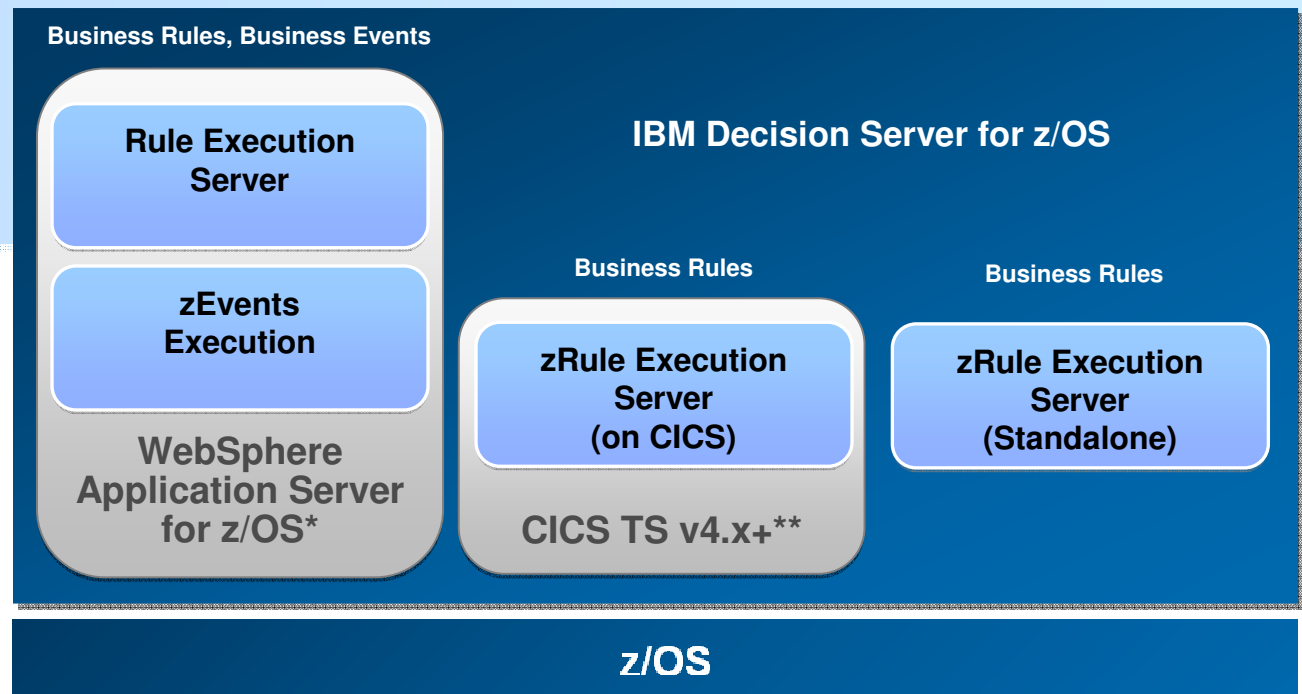 Business Rules, Business Events
Rule Execution
Server
zEvents
Execution
WebSphere
Application Server
for z/OS*
IBM Decision Server for z/OS
Business Rules
zRule Execution
Server
(on CICS)
CICS TS v4.x+**
Business Rules
zRule Execution
Server
(Standalone)
z/OS